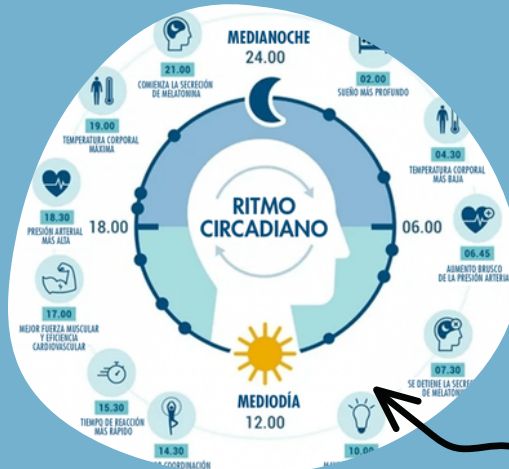 MEDIANOCHE
24.00
02.00
SUEÑO MÁS PROFUNDO
04.30
TEMPERATURA CORPORAL
MÁS BAJA
06.00
06.45
AUMENTO BRUSCO
DE LA PRESIÓN ARTERIA
07.30
SE DETIENE LA SECREC
DE MELATON
10.00
MEDIODÍA
12.00
14.30
COORDINACIÓN
15.30
TIEMPO DE REACCIÓN
MÁS RÁPIDO
17.00
MEJOR FUERZA MUSCULAR
Y EFICIENCIA
CARDIOVASCULAR
18.00
18.30
PRESIÓN ARTERIAL
MÁS ALTA
19.00
TEMPERATURA CORPORAL
MÁXIMA
21.00
COMIENZA LA SECRECIÓN
DE MELATONINA
RITMO
CIRCADIANO